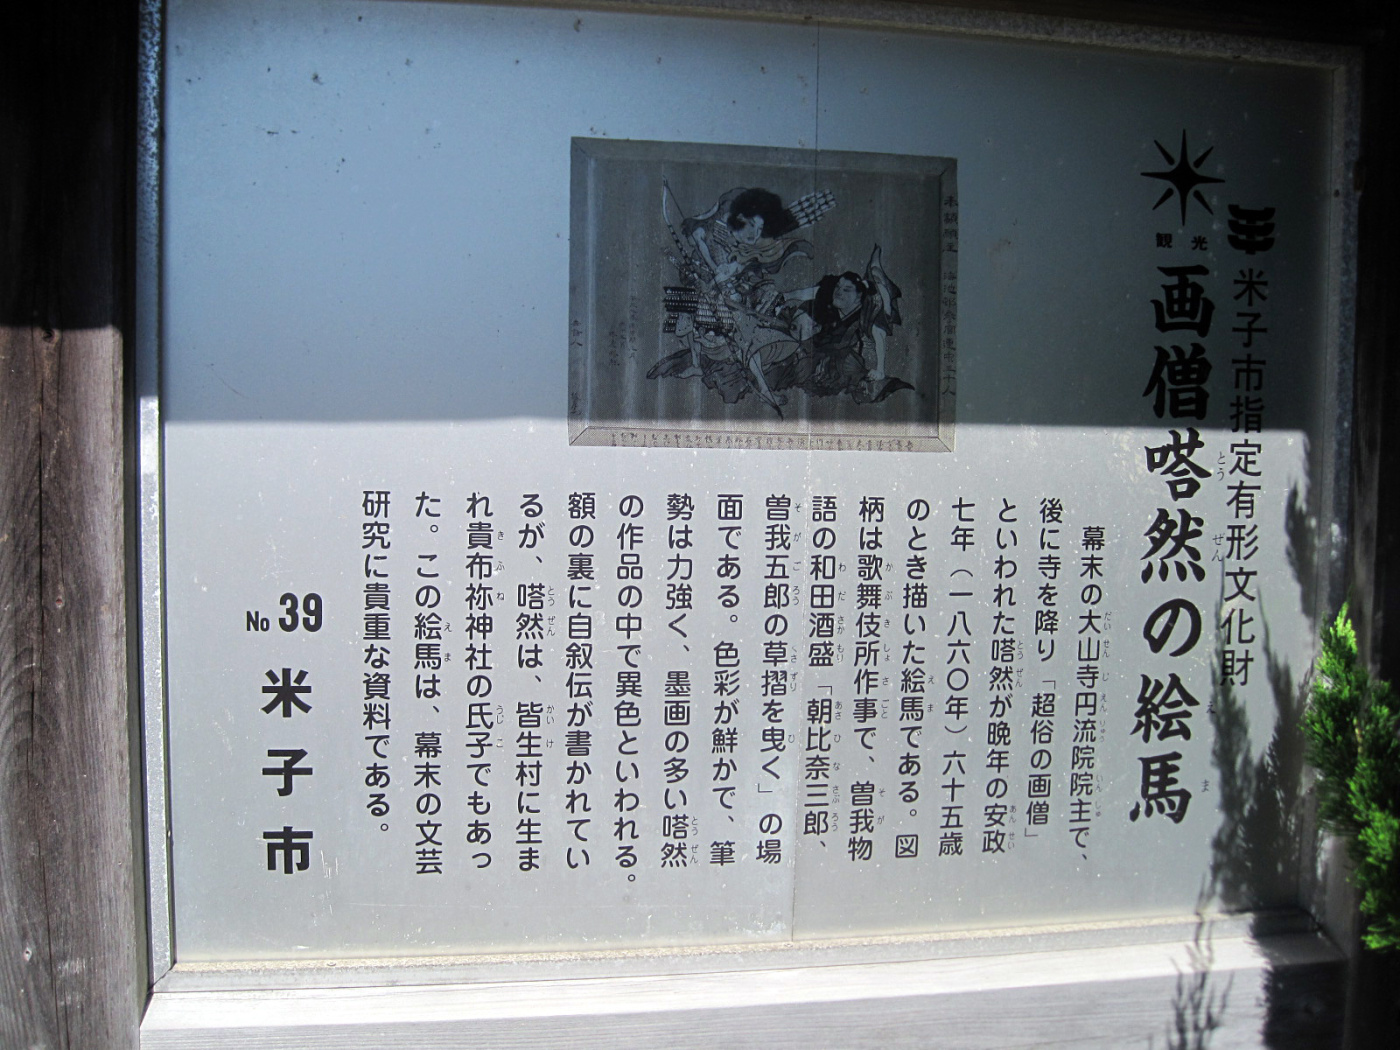 米子市指定有形文化財
観光
画僧嗒然の絵馬
とうぜん
えま
幕末の大山寺円流院院主で、
後に寺を降り「超俗の画僧」
といわれた嗒然が晩年の安政
七年（一八六〇年）六十五歳
のとき描いた絵馬である。図
柄は歌舞伎所作事で、曽我物
語の和田酒盛「朝比奈三郎、
曽我五郎の草摺を曳く」の場
面である。色彩が鮮かで、筆
勢は力強く、墨画の多い嗒然
の作品の中で異色といわれる。
額の裏に自叙伝が書かれてい
るが、嗒然は、皆生村に生ま
れ貴布祢神社の氏子でもあっ
た。この絵馬は、幕末の文芸
研究に貴重な資料である。
No 39 米子市